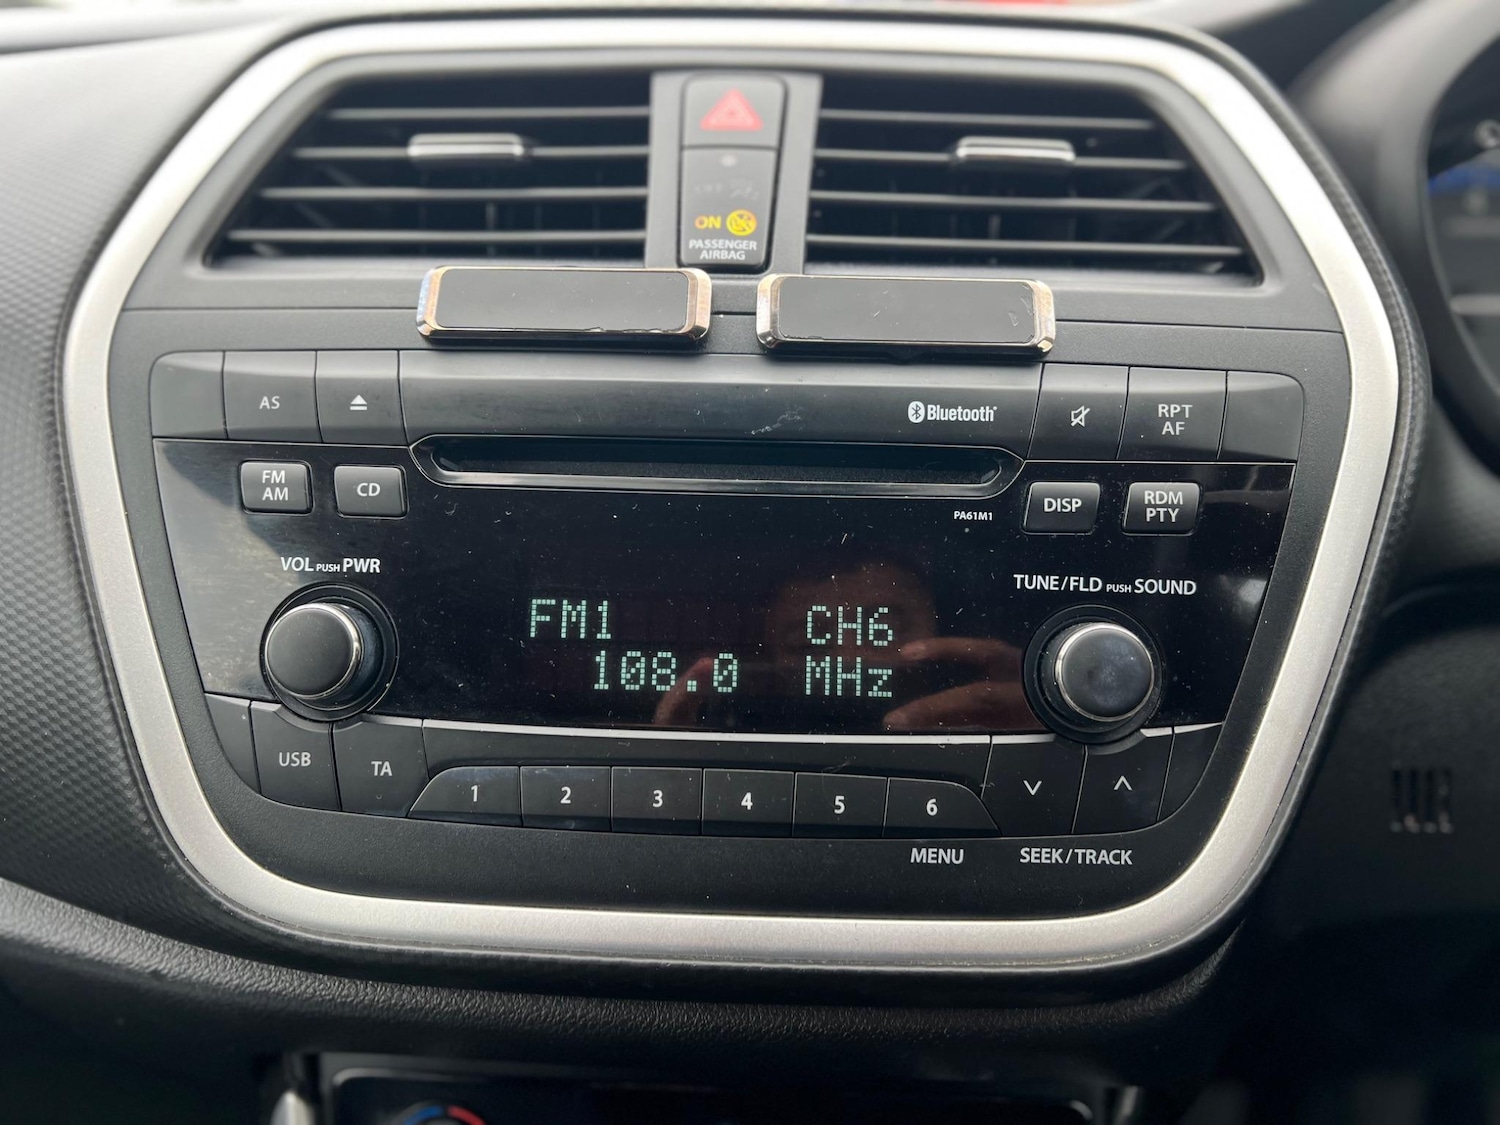 ON
PASSENGER
AIRBAG
AS
Bluetooth
RPT
AF
FM
AM
CD
PA61M1
DISP
RDM
PTY
VOL PUSH PWR
TUNE/FLD PUSH SOUND
FM1 CH6
108.0 MHz
USB
TA
1
2
3
4
5
6
MENU
SEEK/TRACK